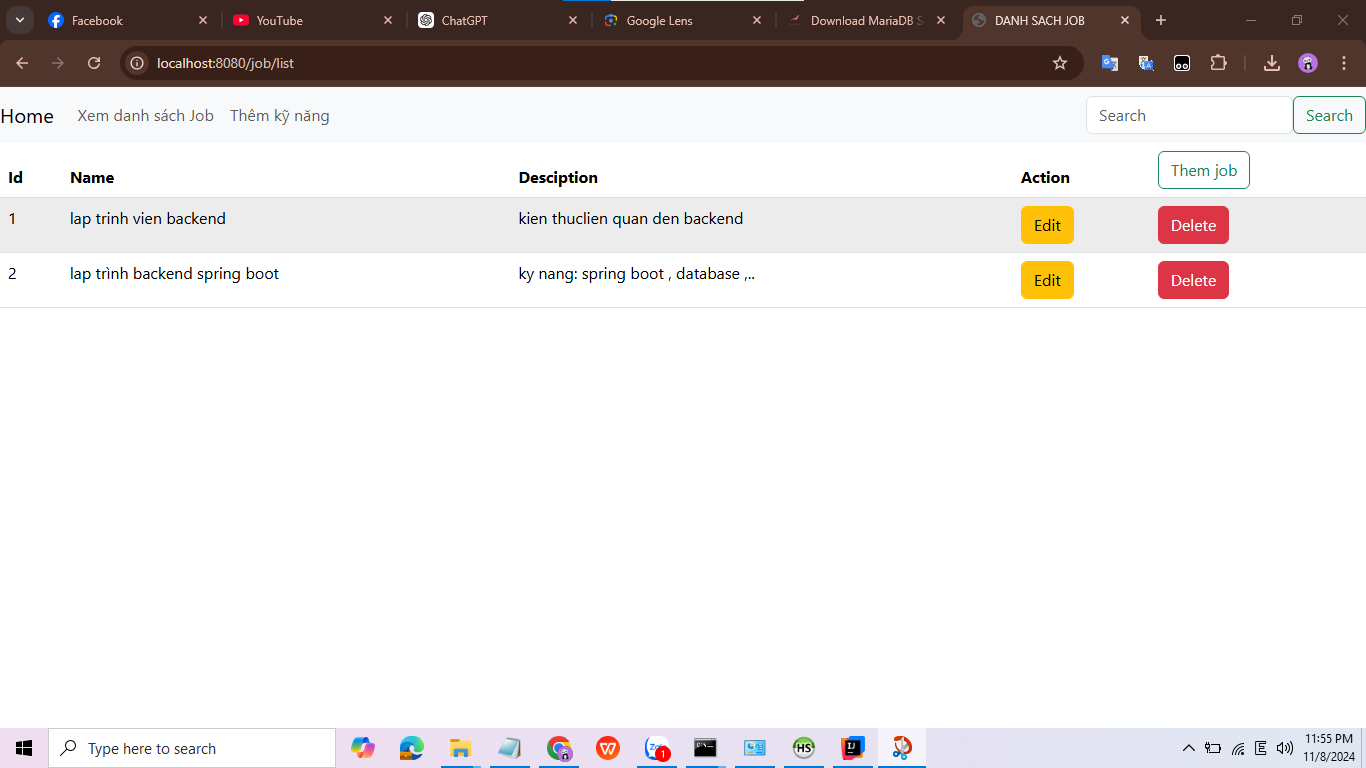 Facebook
YouTube
ChatGPT
Google Lens
Download MariaDB S
DANH SACH JOB
localhost:8080/job/list
Home Xem danh sách Job Thêm kỹ năng Search Search
Id Name Desciption Action Them job
1 lap trinh vien backend kien thuclien quan den backend Edit Delete
2 lap trình backend spring boot ky nang: spring boot , database ,.. Edit Delete
Type here to search
11:55 PM
11/8/2024